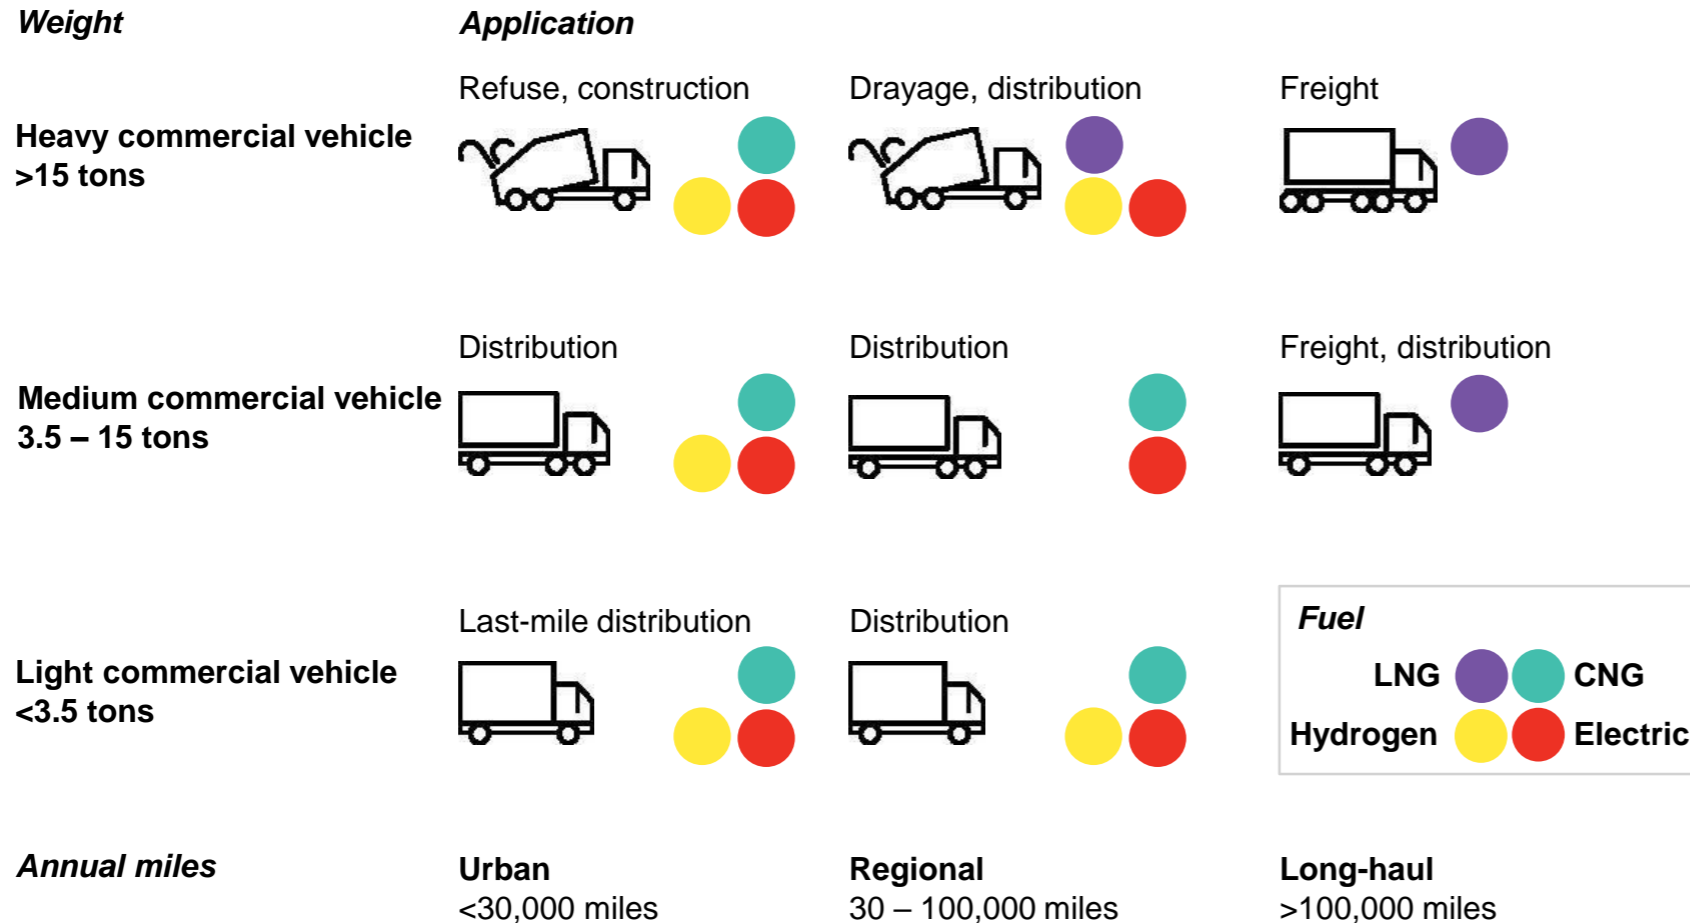 Weight
Application
Refuse, construction
Drayage, distribution
Freight
Heavy commercial vehicle
>15 tons
Distribution
Distribution
Freight, distribution
Medium commercial vehicle
3.5 – 15 tons
Last-mile distribution
Distribution
Light commercial vehicle
<3.5 tons
Fuel
LNG
CNG
Hydrogen
Electric
Annual miles
Urban
<30,000 miles
Regional
30 – 100,000 miles
Long-haul
>100,000 miles